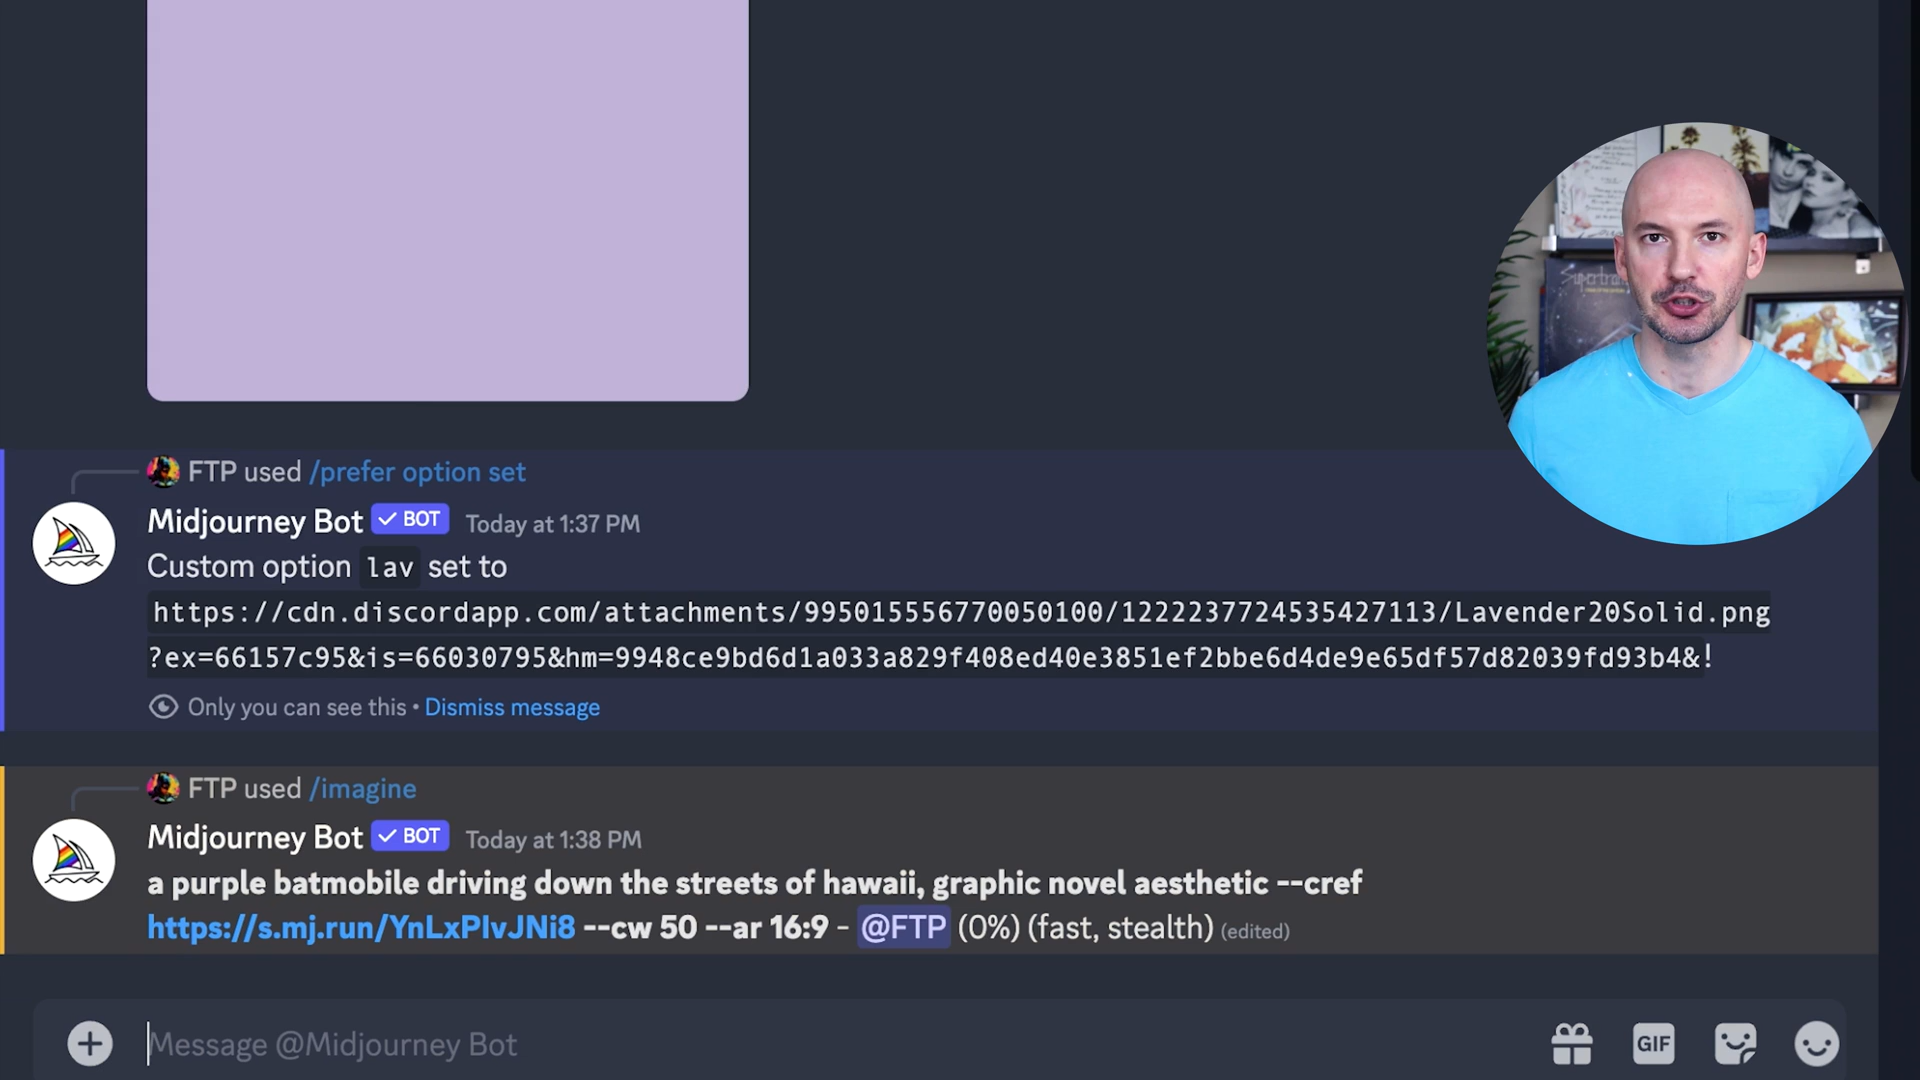 FTP used /prefer option set
Midjourney Bot ✓ BOT Today at 1:37 PM
Custom option lav set to
https://cdn.discordapp.com/attachments/995015556770050100/1222237724535427113/Lavender20Solid.png
?ex=66157c95&is=66030795&hm=9948ce9bd6d1a033a829f408ed40e3851ef2bbe6d4de9e65df57d82039fd93b4&!
Only you can see this • Dismiss message
FTP used /imagine
Midjourney Bot ✓ BOT Today at 1:38 PM
a purple batmobile driving down the streets of hawaii, graphic novel aesthetic --cref
https://s.mj.run/YnLxPlvJNi8 --cw 50 --ar 16:9 - @FTP (0%) (fast, stealth) (edited)
Message @Midjourney Bot
GIF